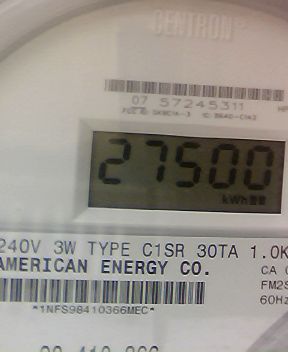 CENTRON®
07 57245311
27500
kWh
240V 3W TYPE C1SR 30TA 1.0K
AMERICAN ENERGY CO.
CA
FM2S
60Hz
*1NFS98410366MEC*